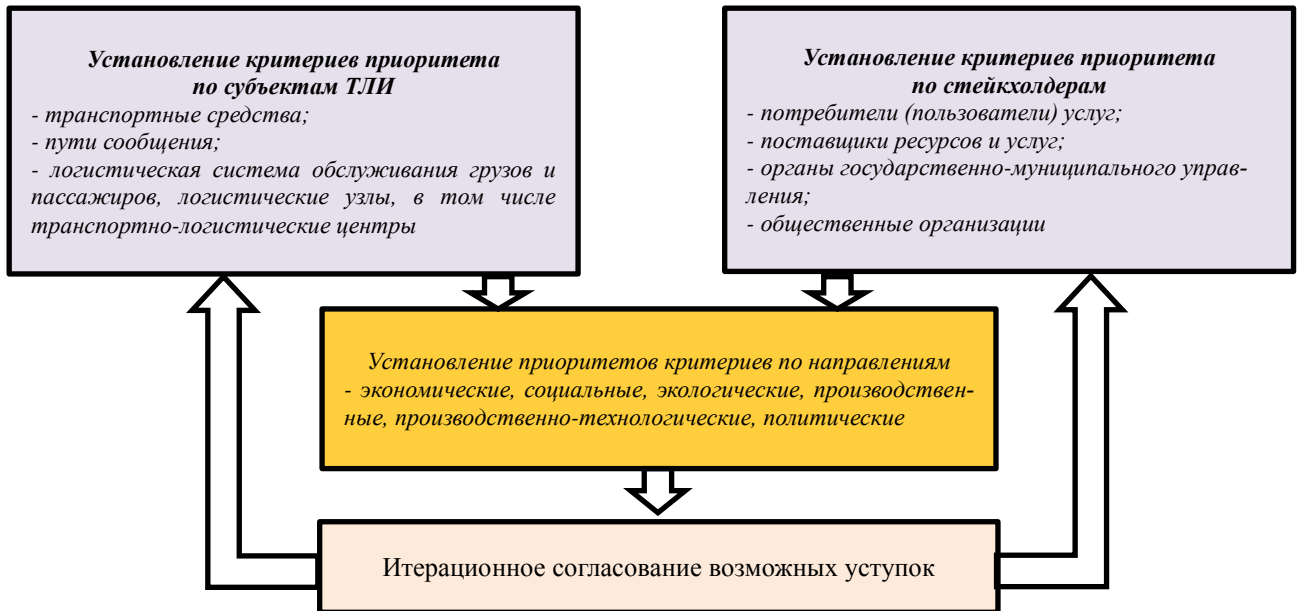 Установление критериев приоритета
по субъектам ТЛИ
- транспортные средства;
- пути сообщения;
- логистическая система обслуживания грузов и
пассажиров, логистические узлы, в том числе
транспортно-логистические центры
Установление критериев приоритета
по стейкхолдерам
- потребители (пользователи) услуг;
- поставщики ресурсов и услуг;
- органы государственно-муниципального управ-
ления;
- общественные организации
Установление приоритетов критериев по направлениям
- экономические, социальные, экологические, производствен-
ные, производственно-технологические, политические
Итерационное согласование возможных уступок